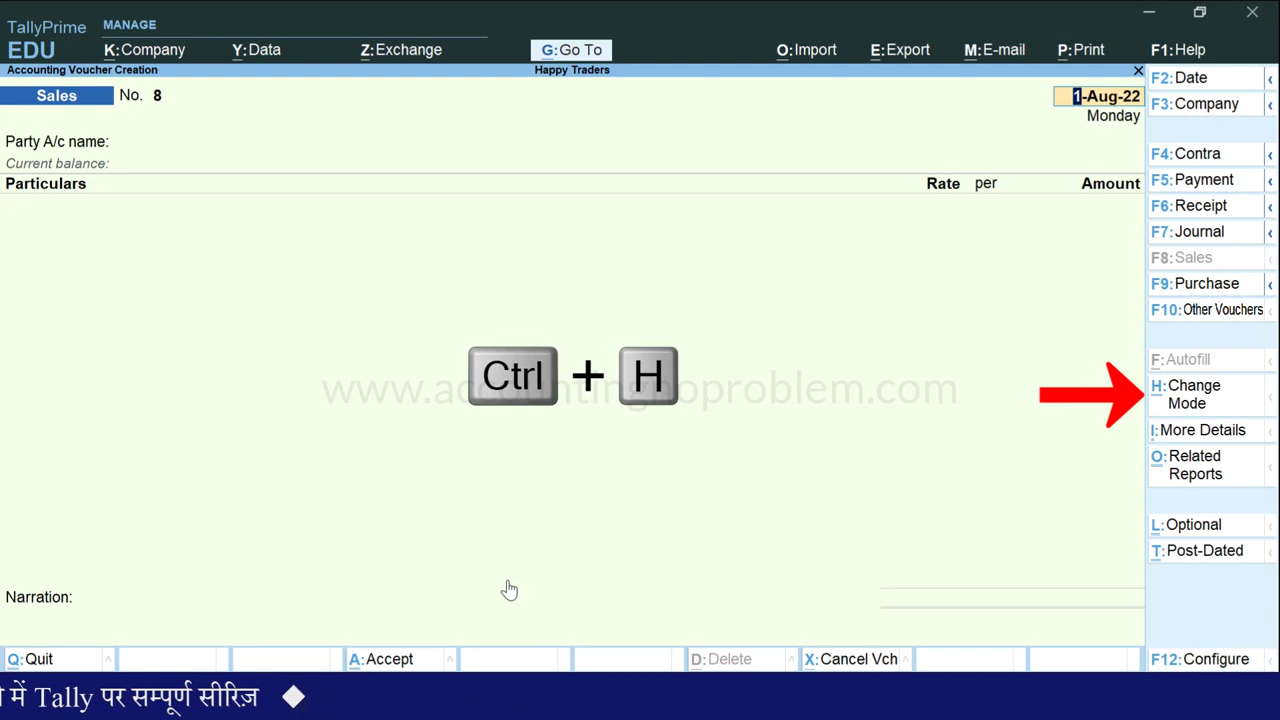 TallyPrime
EDU
MANAGE
K:Company Y:Data Z:Exchange G:Go To O:Import E:Export M:E-mail P:Print F1:Help
Accounting Voucher Creation Happy Traders
Sales No. 8 1-Aug-22
Monday
Party A/c name:
Current balance:
Particulars Rate per Amount
Ctrl + H
www.accountingnoproblem.com
Narration:
F2:Date
F3:Company
F4:Contra
F5:Payment
F6:Receipt
F7:Journal
F8:Sales
F9:Purchase
F10:Other Vouchers
F:Autofill
H:Change
Mode
I:More Details
O:Related
Reports
L:Optional
T:Post-Dated
Q:Quit A:Accept D:Delete X:Cancel Vch F12:Configure
में Tally पर सम्पूर्ण सीरिज़